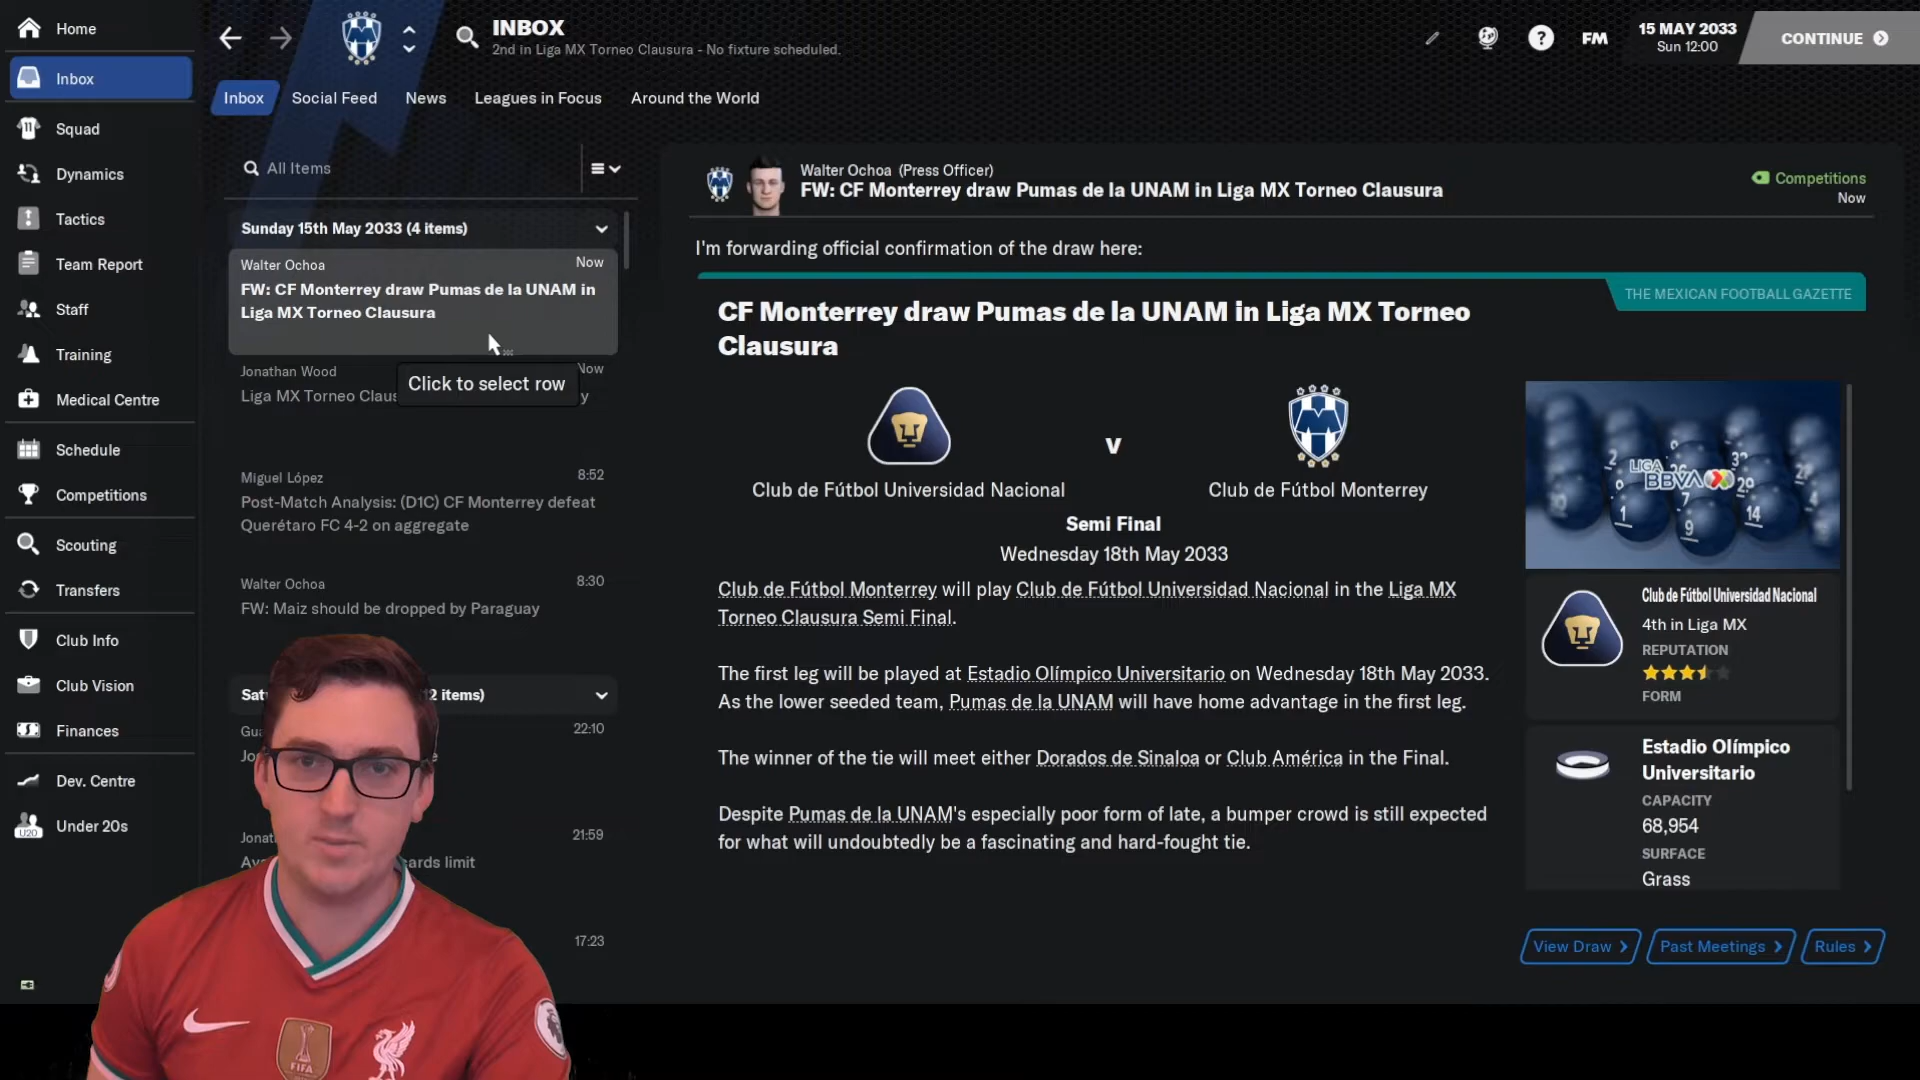 Home
Inbox
Squad
Dynamics
Tactics
Team Report
Staff
Training
Medical Centre
Schedule
Competitions
Scouting
Transfers
Club Info
Club Vision
Finances
Dev. Centre
U20
Under 20s
INBOX
2nd in Liga MX Torneo Clausura - No fixture scheduled.
?
FM
15 MAY 2033
Sun 12:00
CONTINUE
Inbox
Social Feed
News
Leagues in Focus
Around the World
All Items
Sunday 15th May 2033 (4 items)
Walter Ochoa
Now
FW: CF Monterrey draw Pumas de la UNAM in
Liga MX Torneo Clausura
Jonathan Wood
Now
Click to select row
Liga MX Torneo
Miguel López
8:52
Post-Match Analysis: (D1C) CF Monterrey defeat
Querétaro FC 4-2 on aggregate
Walter Ochoa
8:30
FW: Maiz should be dropped by Paraguay
items)
22:10
21:59
cards limit
17:23
Walter Ochoa (Press Officer)
FW: CF Monterrey draw Pumas de la UNAM in Liga MX Torneo Clausura
Competitions
Now
I'm forwarding official confirmation of the draw here:
THE MEXICAN FOOTBALL GAZETTE
CF Monterrey draw Pumas de la UNAM in Liga MX Torneo
Clausura
v
Club de Fútbol Universidad Nacional
Club de Fútbol Monterrey
Semi Final
Wednesday 18th May 2033
Club de Fútbol Monterrey will play Club de Fútbol Universidad Nacional in the Liga MX
Torneo Clausura Semi Final.
The first leg will be played at Estadio Olímpico Universitario on Wednesday 18th May 2033.
As the lower seeded team, Pumas de la UNAM will have home advantage in the first leg.
The winner of the tie will meet either Dorados de Sinaloa or Club América in the Final.
Despite Pumas de la UNAM's especially poor form of late, a bumper crowd is still expected
for what will undoubtedly be a fascinating and hard-fought tie.
LIGA
BBVA
MX
2
7
29
1
9
14
Club de Fútbol Universidad Nacional
4th in Liga MX
REPUTATION
FORM
Estadio Olímpico
Universitario
CAPACITY
68,954
SURFACE
Grass
View Draw
Past Meetings
Rules
FIFA